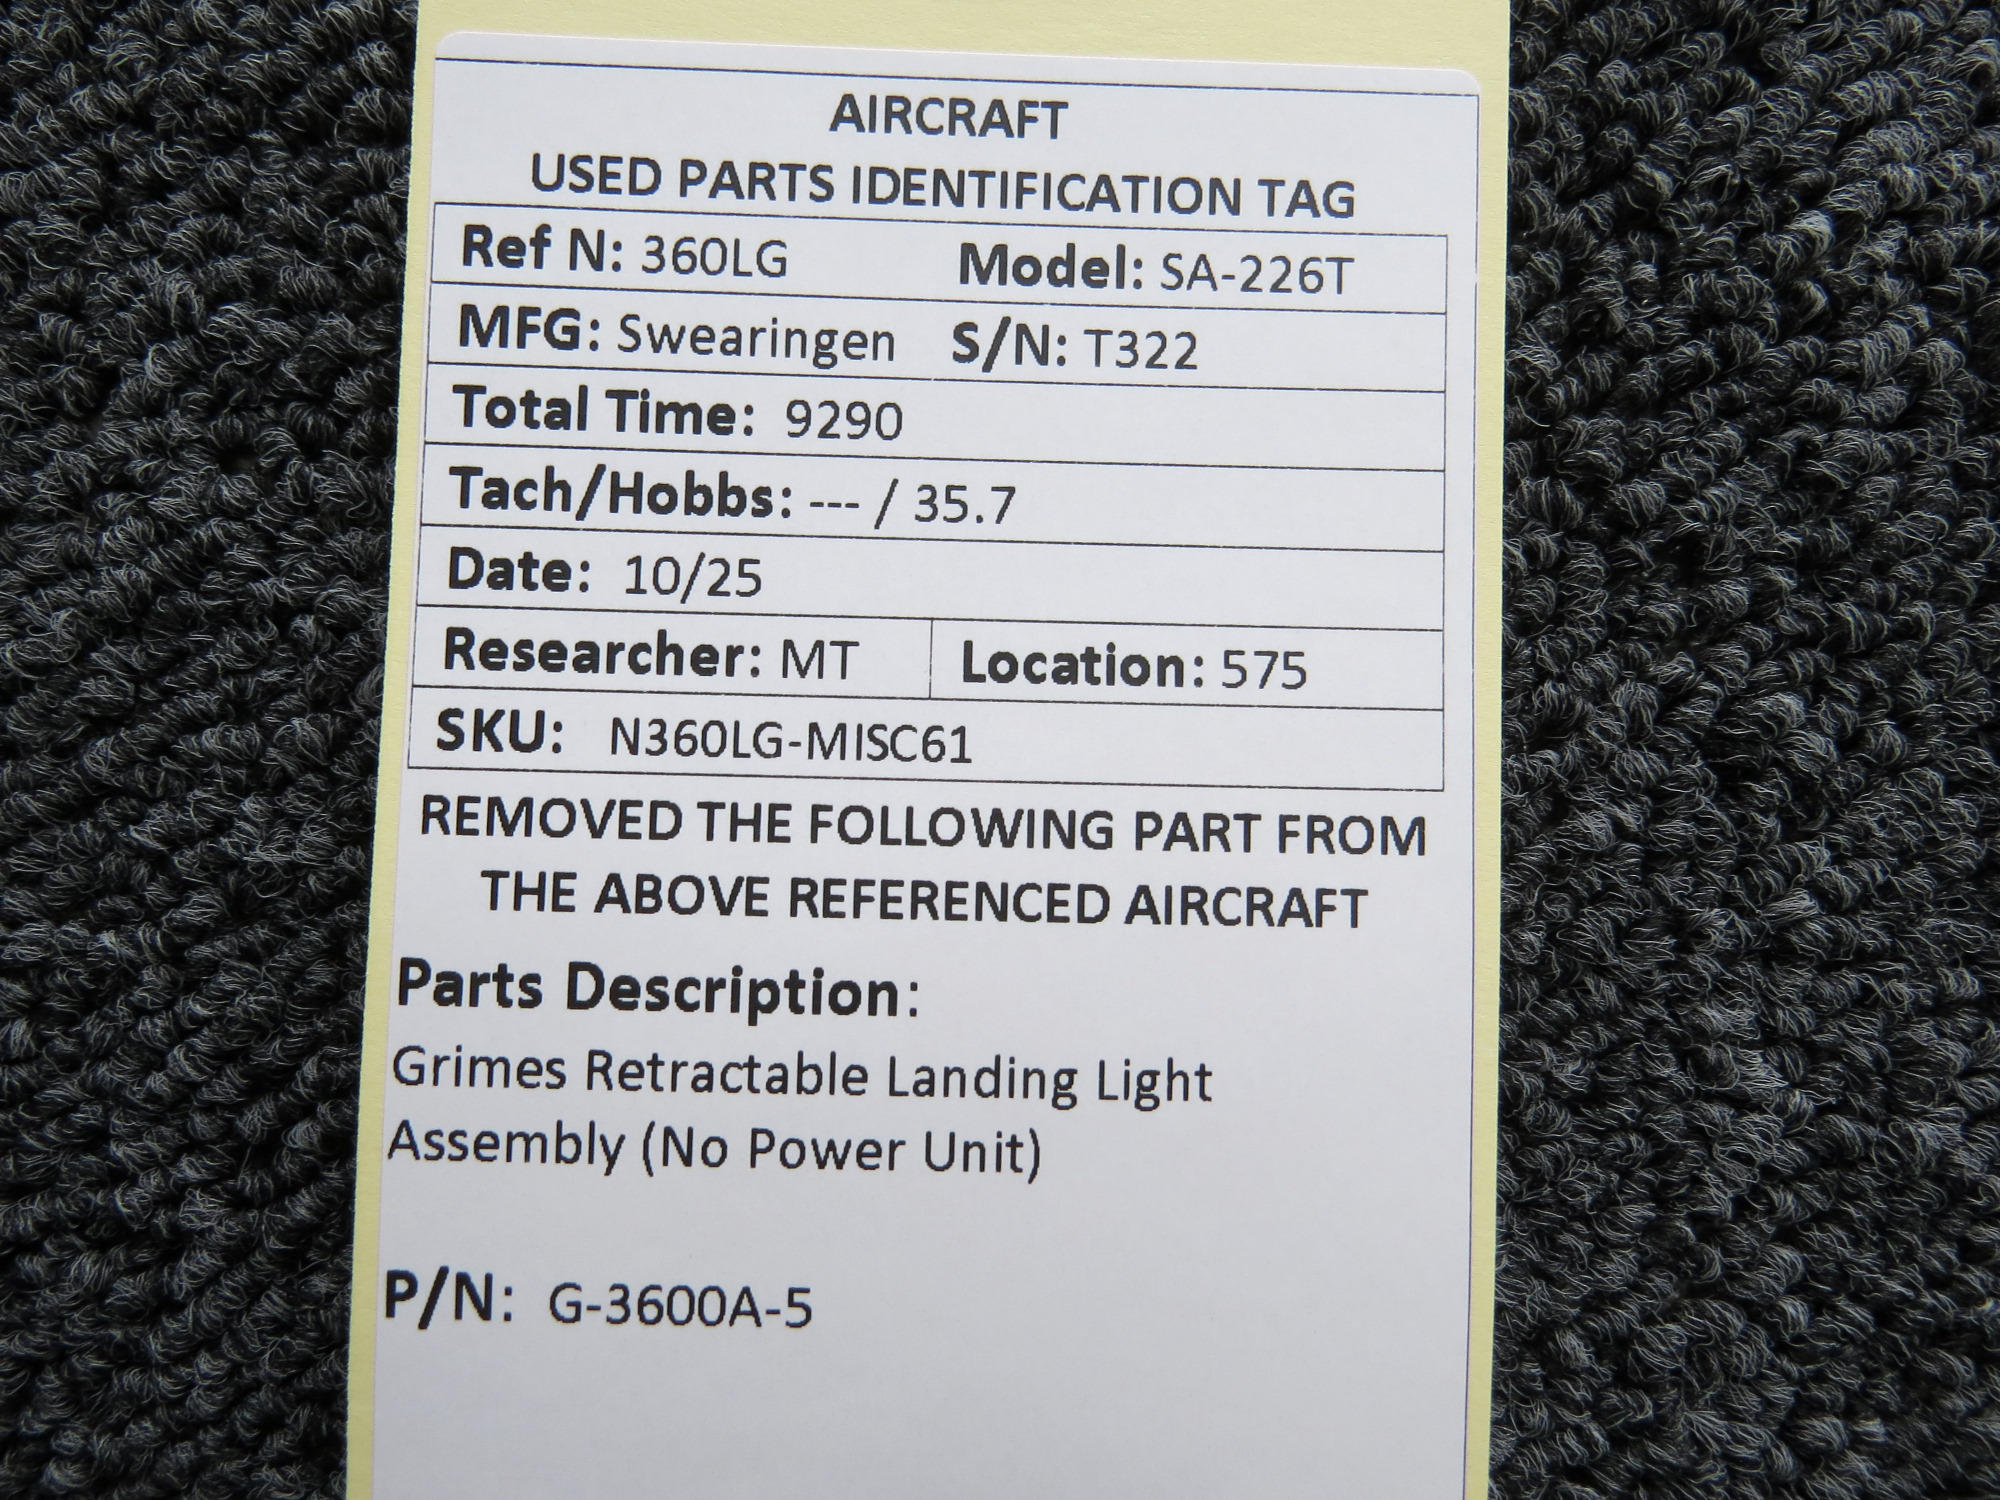 AIRCRAFT
USED PARTS IDENTIFICATION TAG
Ref N: 360LG Model: SA-226T
MFG: Swearingen S/N: T322
Total Time: 9290
Tach/Hobbs: --- / 35.7
Date: 10/25
Researcher: MT Location: 575
SKU: N360LG-MISC61
REMOVED THE FOLLOWING PART FROM
THE ABOVE REFERENCED AIRCRAFT
Parts Description:
Grimes Retractable Landing Light
Assembly (No Power Unit)
P/N: G-3600A-5